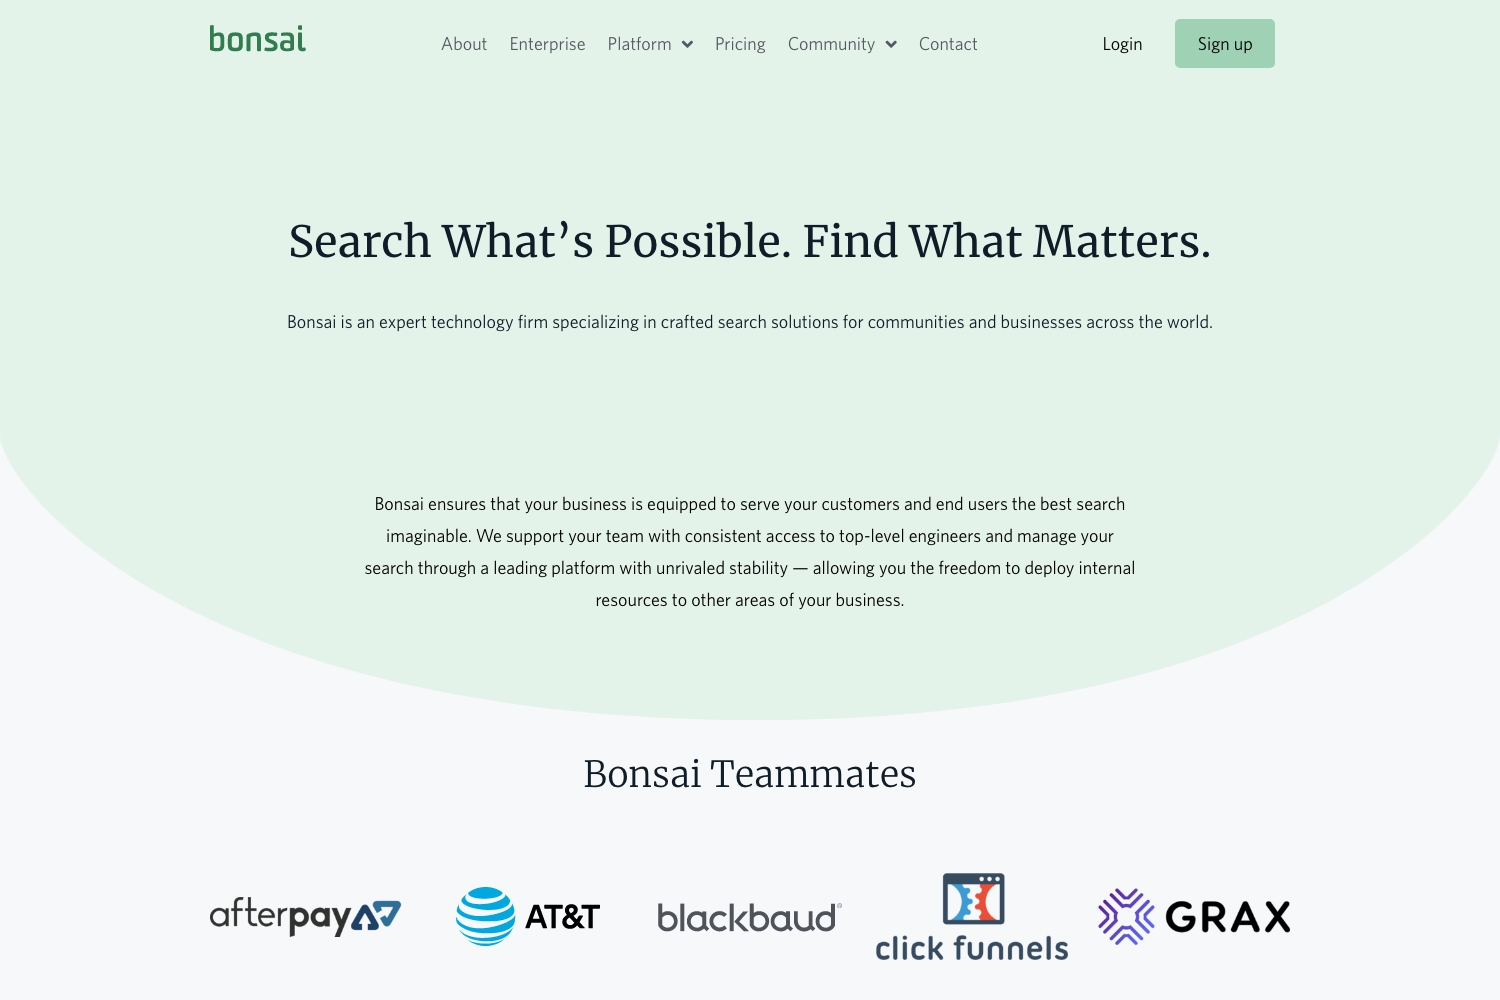 bonsai
About Enterprise Platform Pricing Community Contact Login Sign up
Search What’s Possible. Find What Matters.
Bonsai is an expert technology firm specializing in crafted search solutions for communities and businesses across the world.
Bonsai ensures that your business is equipped to serve your customers and end users the best search
imaginable. We support your team with consistent access to top-level engineers and manage your
search through a leading platform with unrivaled stability — allowing you the freedom to deploy internal
resources to other areas of your business.
Bonsai Teammates
afterpay AT&T blackbaud® click funnels GRAX